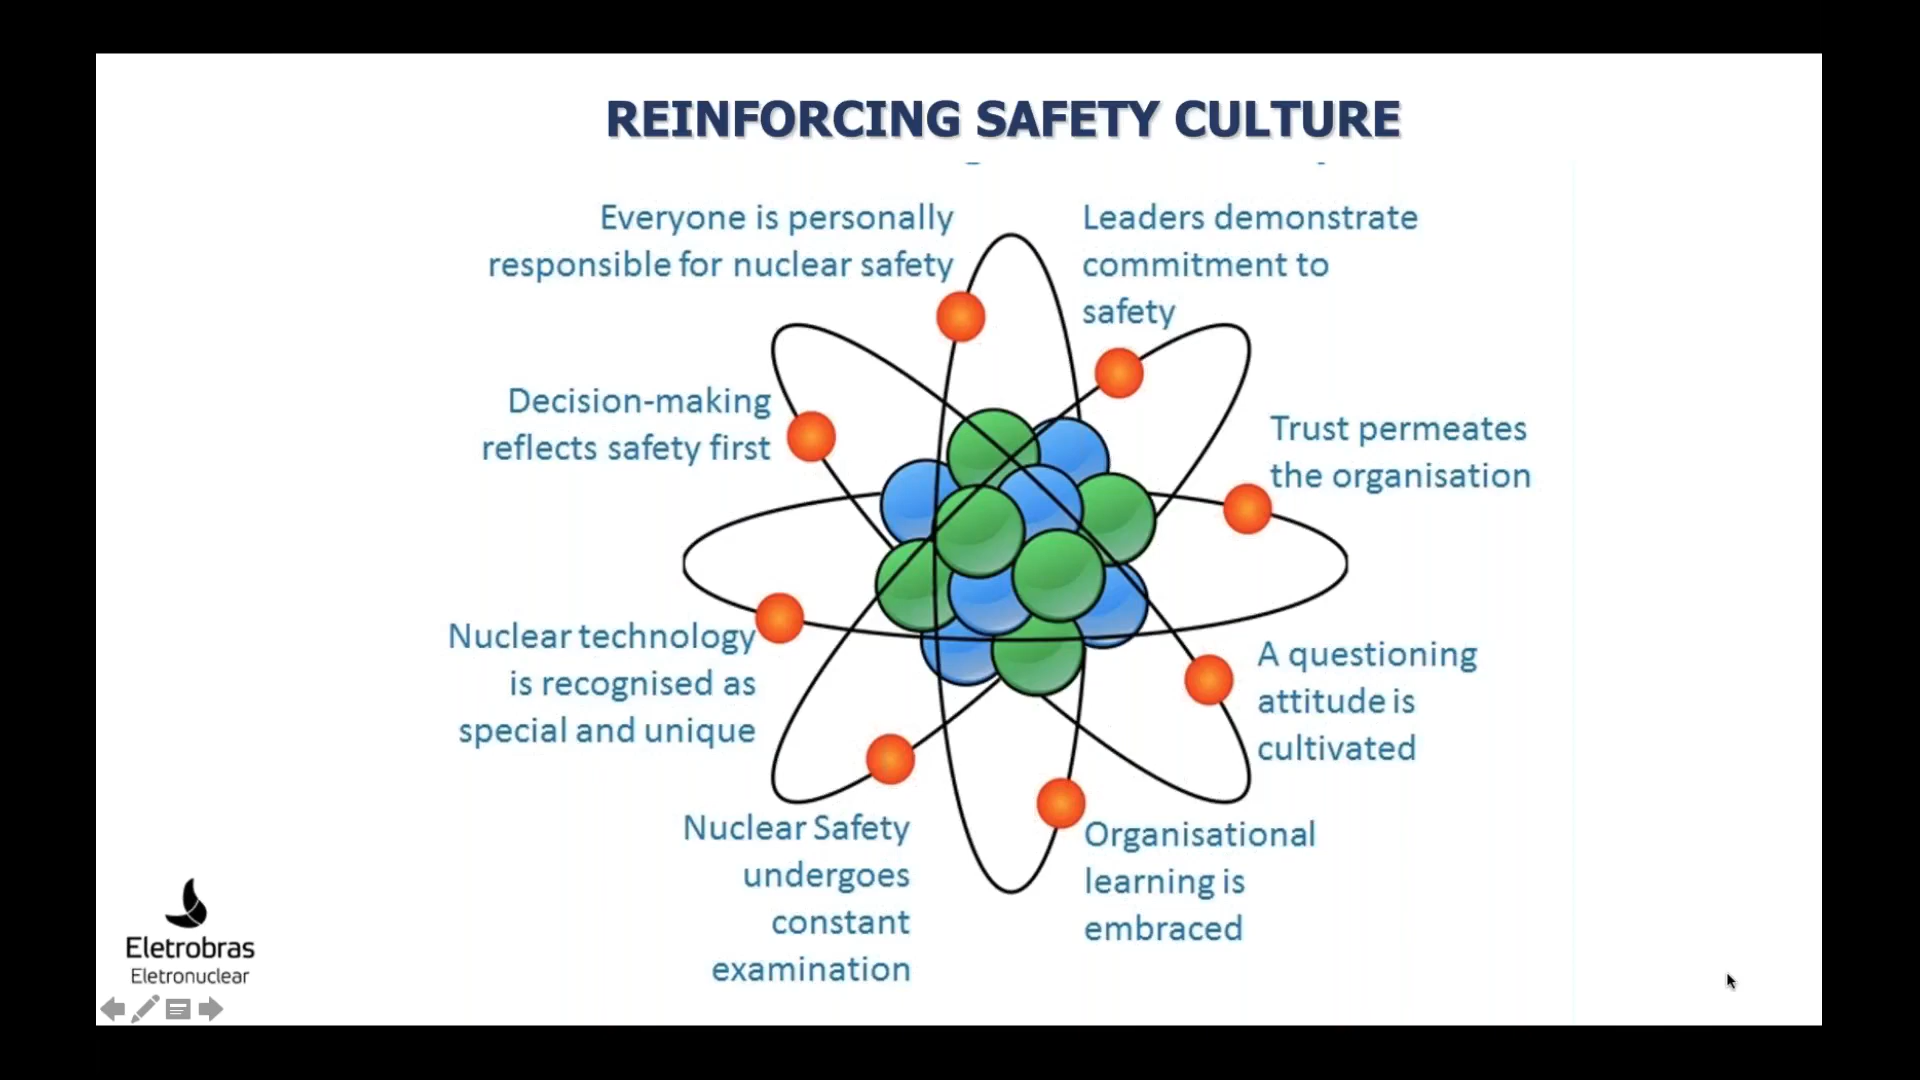 REINFORCING SAFETY CULTURE
Everyone is personally
responsible for nuclear safety
Leaders demonstrate
commitment to
safety
Decision-making
reflects safety first
Trust permeates
the organisation
Nuclear technology
is recognised as
special and unique
A questioning
attitude is
cultivated
Nuclear Safety
undergoes
constant
examination
Organisational
learning is
embraced
Eletrobras
Eletronuclear